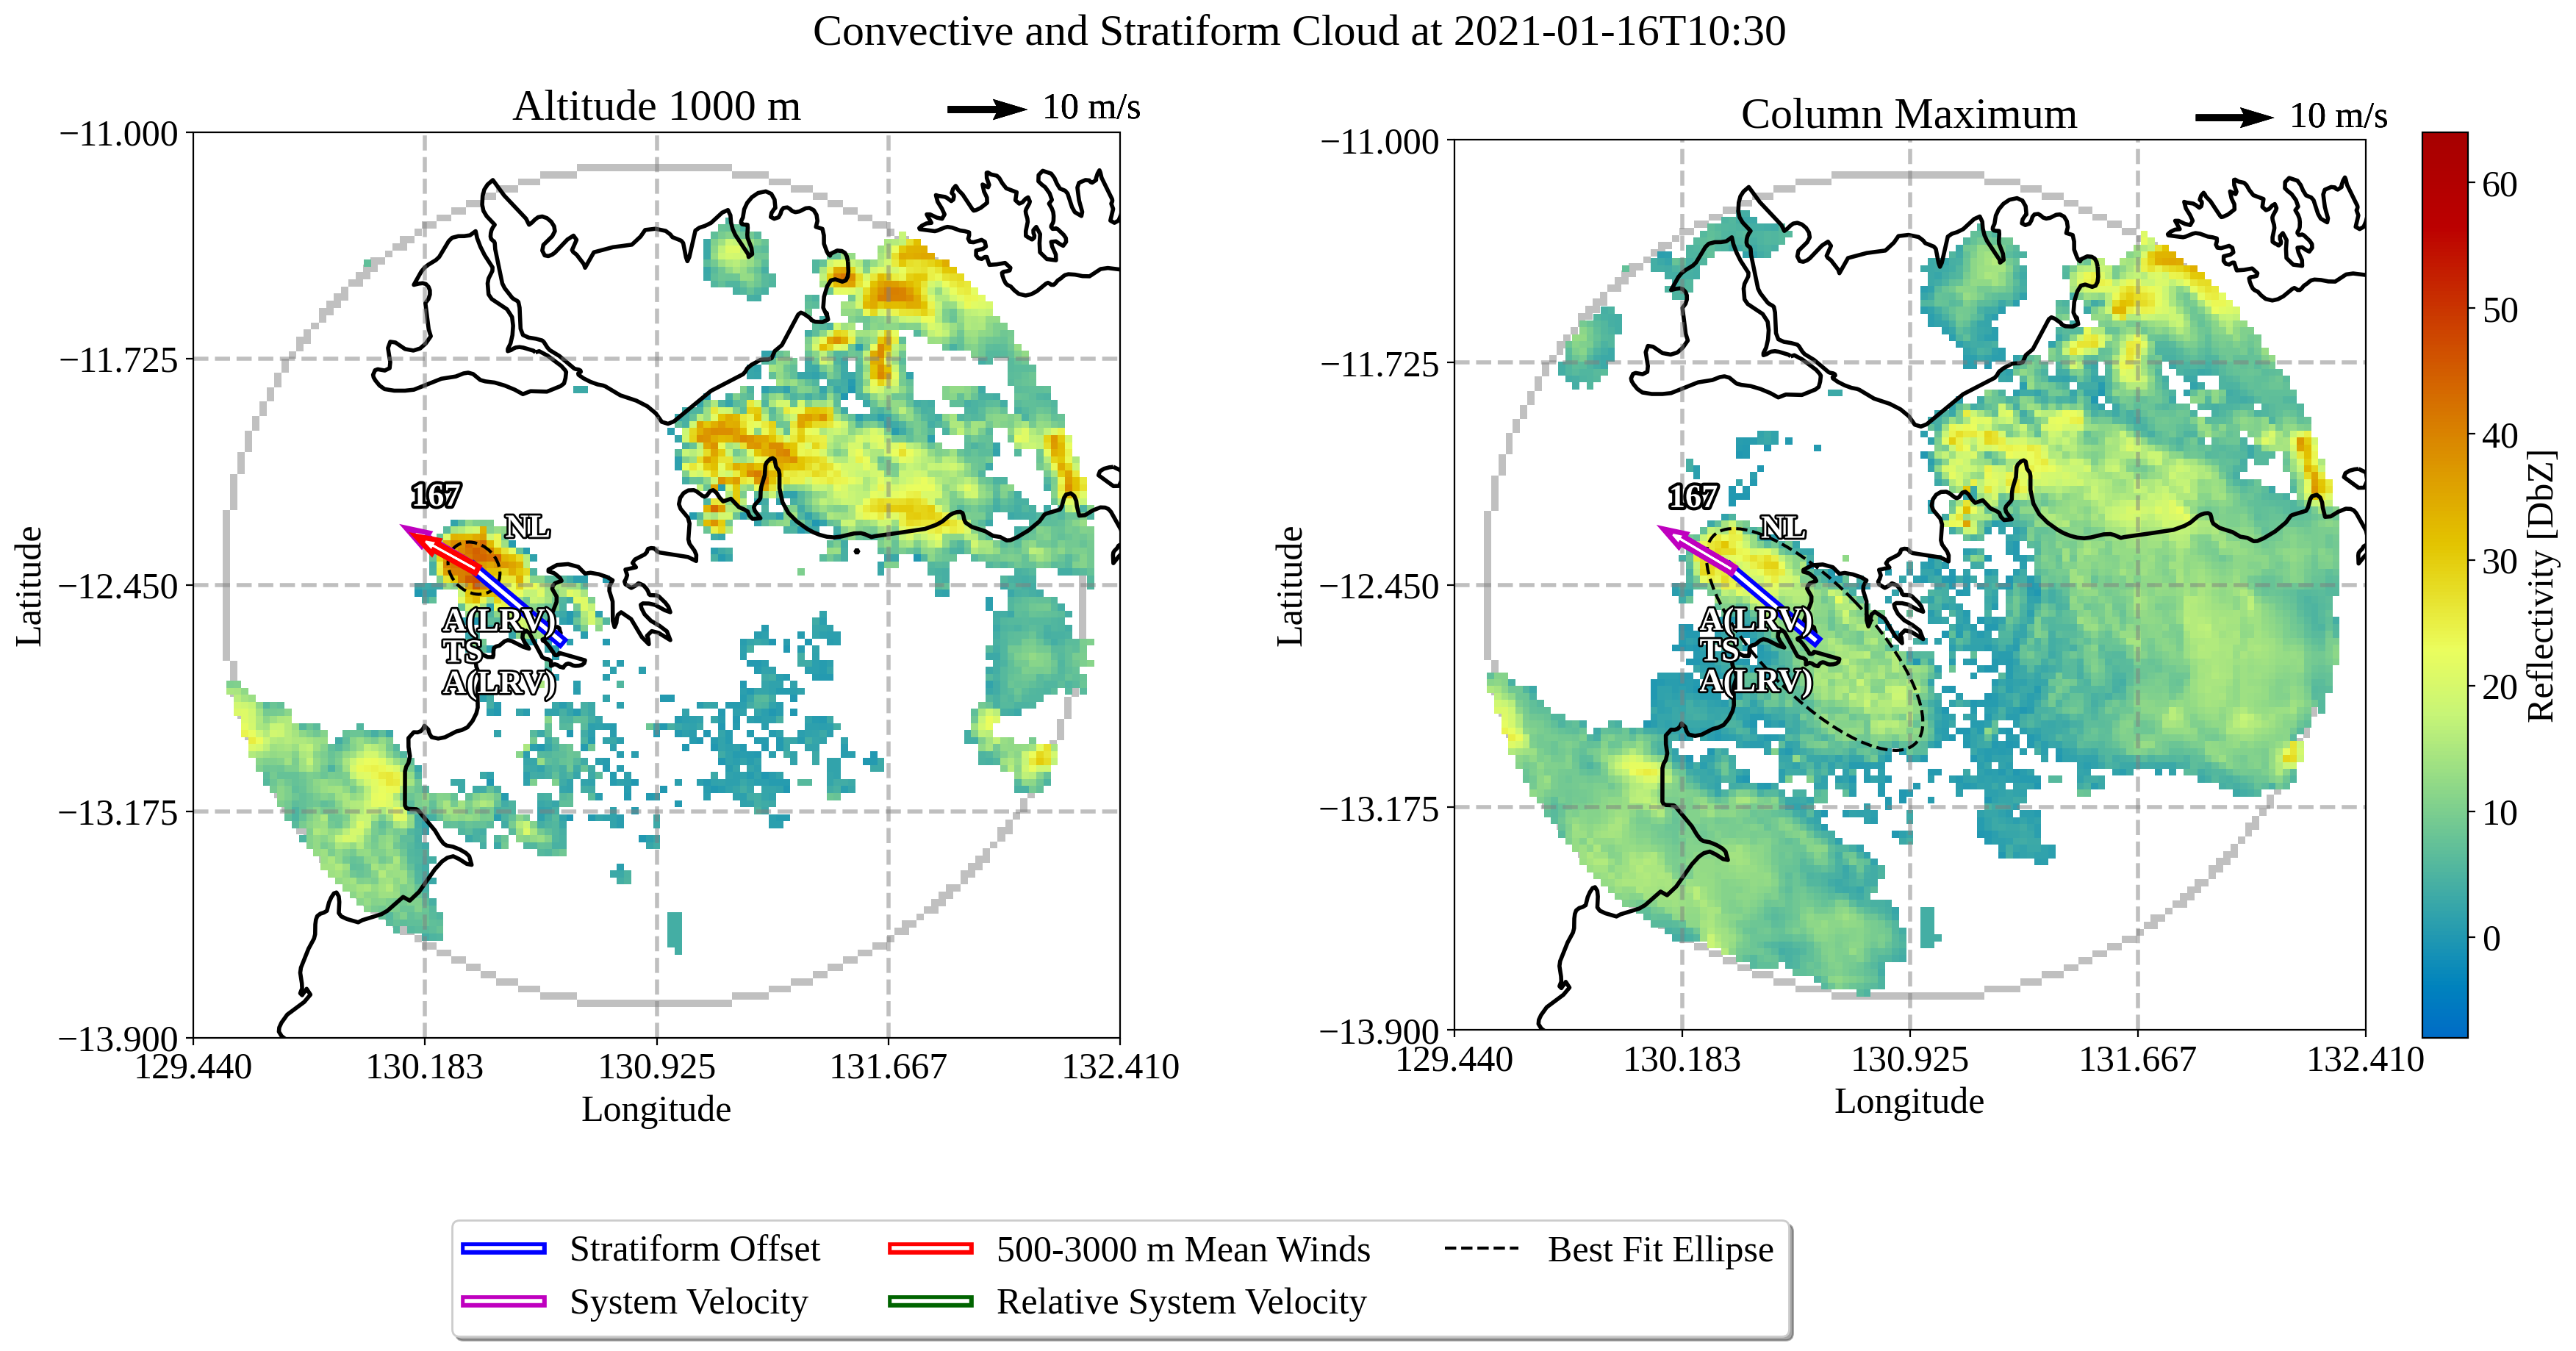 Convective and Stratiform Cloud at 2021-01-16T10:30
Altitude 1000 m
10 m/s
−11.000
−11.725
−12.450
−13.175
−13.900
Latitude
129.440
130.183
130.925
131.667
132.410
Longitude
167
NL
A(LRV)
TS
A(LRV)
Column Maximum
10 m/s
−11.000
−11.725
−12.450
−13.175
−13.900
Latitude
129.440
130.183
130.925
131.667
132.410
Longitude
167
NL
A(LRV)
TS
A(LRV)
60
50
40
30
20
10
0
Reflectivity [DbZ]
Stratiform Offset
System Velocity
500-3000 m Mean Winds
Relative System Velocity
Best Fit Ellipse